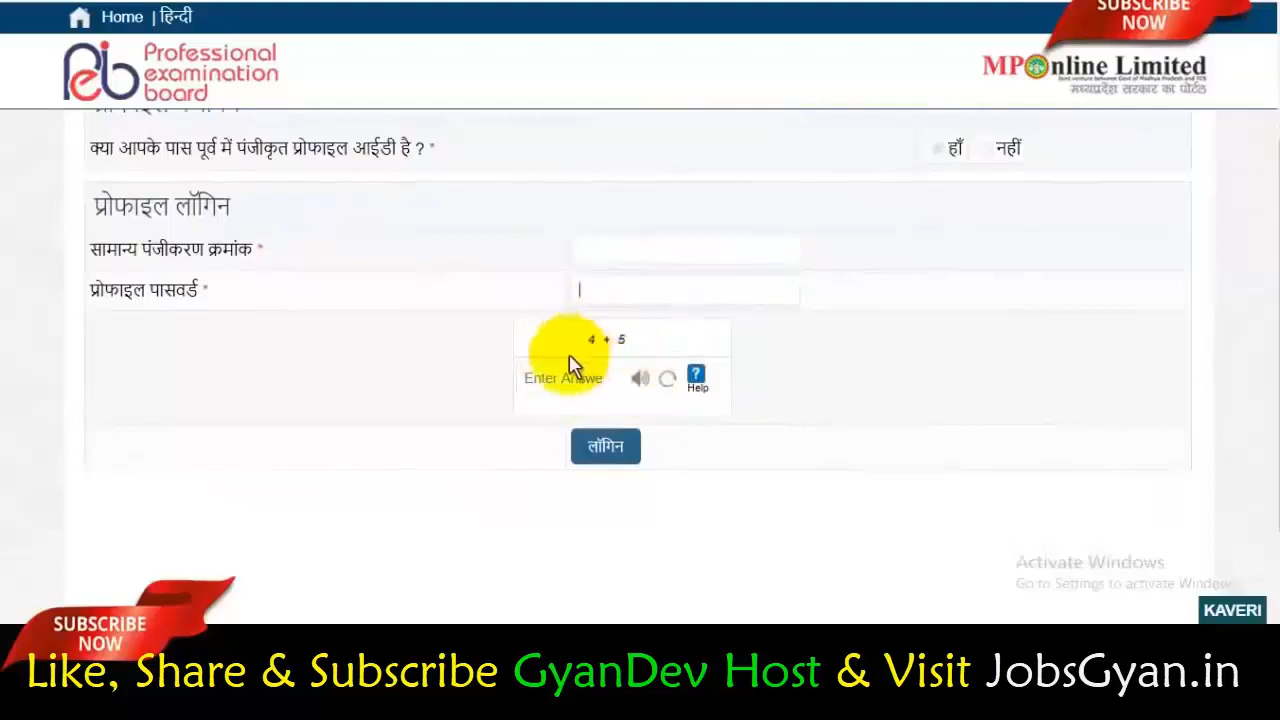 Home | हिन्दी
SUBSCRIBE
NOW
Professional
examination
board
peb
MPOnline Limited
मध्यप्रदेश सरकार का पोर्टल
क्या आपके पास पूर्व में पंजीकृत प्रोफाइल आईडी है ? *
हाँ नहीं
प्रोफाइल लॉगिन
सामान्य पंजीकरण क्रमांक *
प्रोफाइल पासवर्ड *
4 + 5
Enter Answe
Help
लॉगिन
Activate Windows
Go to Settings to activate Windows
KAVERI
SUBSCRIBE
NOW
Like, Share & Subscribe GyanDev Host & Visit JobsGyan.in